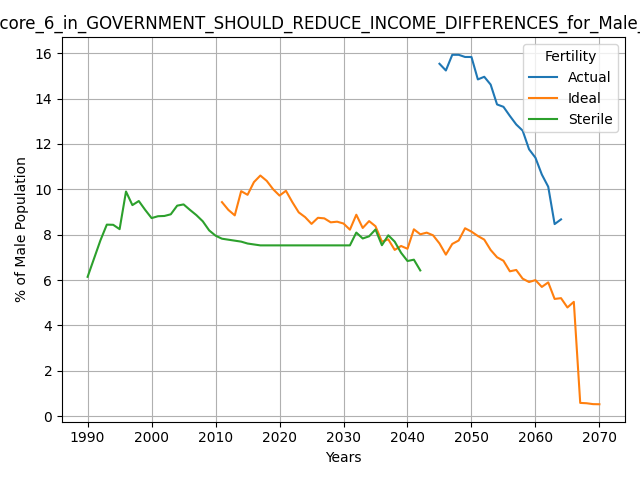 core_6_in_GOVERNMENT_SHOULD_REDUCE_INCOME_DIFFERENCES_for_Male_
Fertility
Actual
Ideal
Sterile
% of Male Population
16
14
12
10
8
6
4
2
0
1990 2000 2010 2020 2030 2040 2050 2060 2070
Years